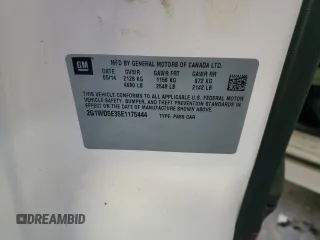 GM
MFD BY GENERAL MOTORS OF CANADA LTD.
DATE GVWR GAWR FRT GAWR RR
05/14 2128 KG 1156 KG 972 KG
4690 LB 2549 LB 2142 LB
THIS VEHICLE CONFORMS TO ALL APPLICABLE U.S. FEDERAL MOTOR
VEHICLE SAFETY, BUMPER, AND THEFT PREVENTION STANDARDS IN
EFFECT ON THE DATE OF MANUFACTURE SHOWN ABOVE.
2G1WD5E35E1175444 TYPE: PASS CAR
DREAMBID